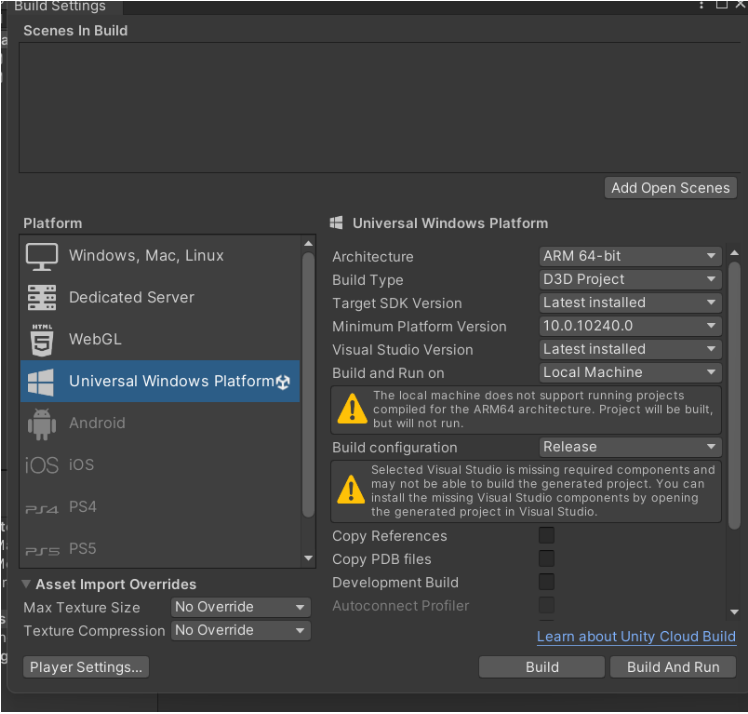 Build Settings
Scenes In Build
Add Open Scenes
Platform
Windows, Mac, Linux
Dedicated Server
HTML
5
WebGL
Universal Windows Platform
Android
iOS iOS
PS4 PS4
PS5 PS5
Asset Import Overrides
Max Texture Size No Override
Texture Compression No Override
Player Settings...
Universal Windows Platform
Architecture ARM 64-bit
Build Type D3D Project
Target SDK Version Latest installed
Minimum Platform Version 10.0.10240.0
Visual Studio Version Latest installed
Build and Run on Local Machine
The local machine does not support running projects
compiled for the ARM64 architecture. Project will be built,
but will not run.
Build configuration Release
Selected Visual Studio is missing required components and
may not be able to build the generated project. You can
install the missing Visual Studio components by opening
the generated project in Visual Studio.
Copy References
Copy PDB files
Development Build
Autoconnect Profiler
Learn about Unity Cloud Build
Build Build And Run